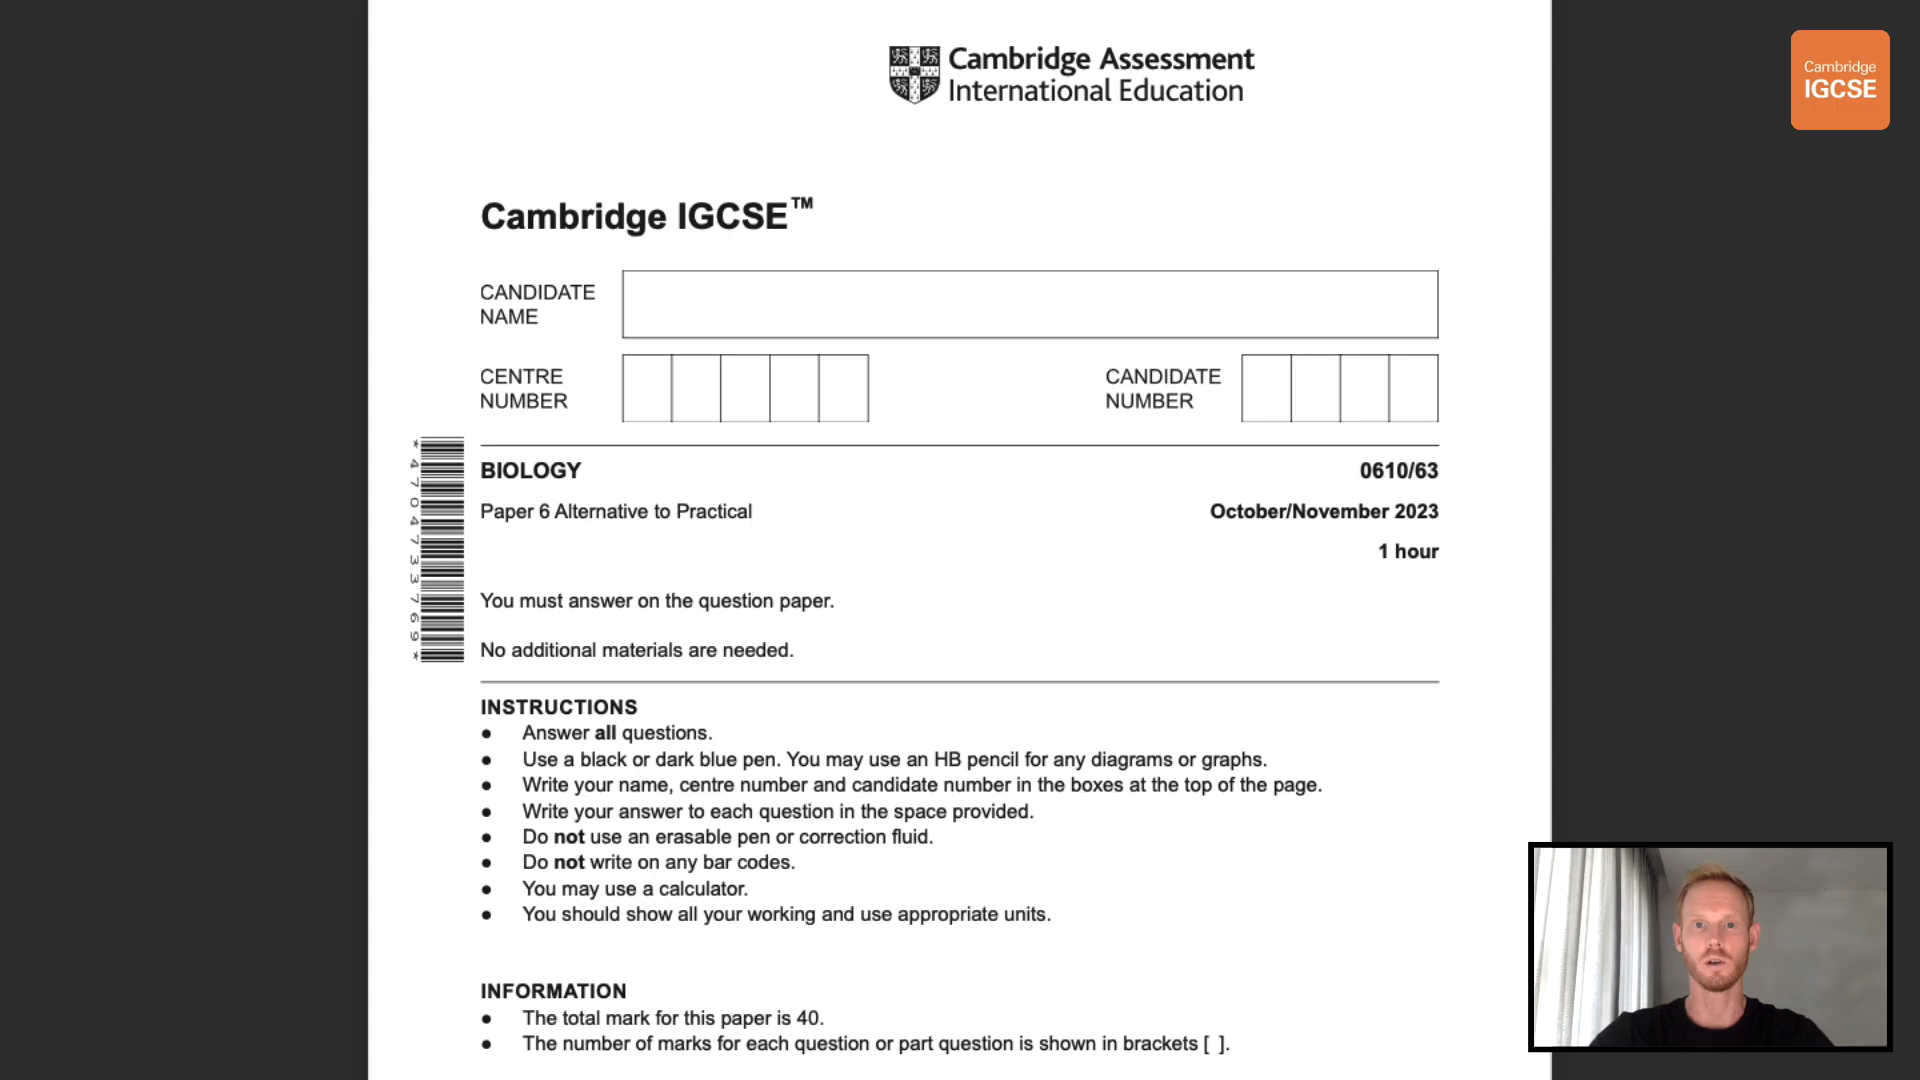 Cambridge Assessment
International Education
Cambridge
IGCSE
Cambridge IGCSE™
CANDIDATE
NAME
CENTRE
NUMBER
CANDIDATE
NUMBER
*4704733769*
BIOLOGY 0610/63
Paper 6 Alternative to Practical October/November 2023
1 hour
You must answer on the question paper.
No additional materials are needed.
INSTRUCTIONS
● Answer all questions.
● Use a black or dark blue pen. You may use an HB pencil for any diagrams or graphs.
● Write your name, centre number and candidate number in the boxes at the top of the page.
● Write your answer to each question in the space provided.
● Do not use an erasable pen or correction fluid.
● Do not write on any bar codes.
● You may use a calculator.
● You should show all your working and use appropriate units.
INFORMATION
● The total mark for this paper is 40.
● The number of marks for each question or part question is shown in brackets [ ].